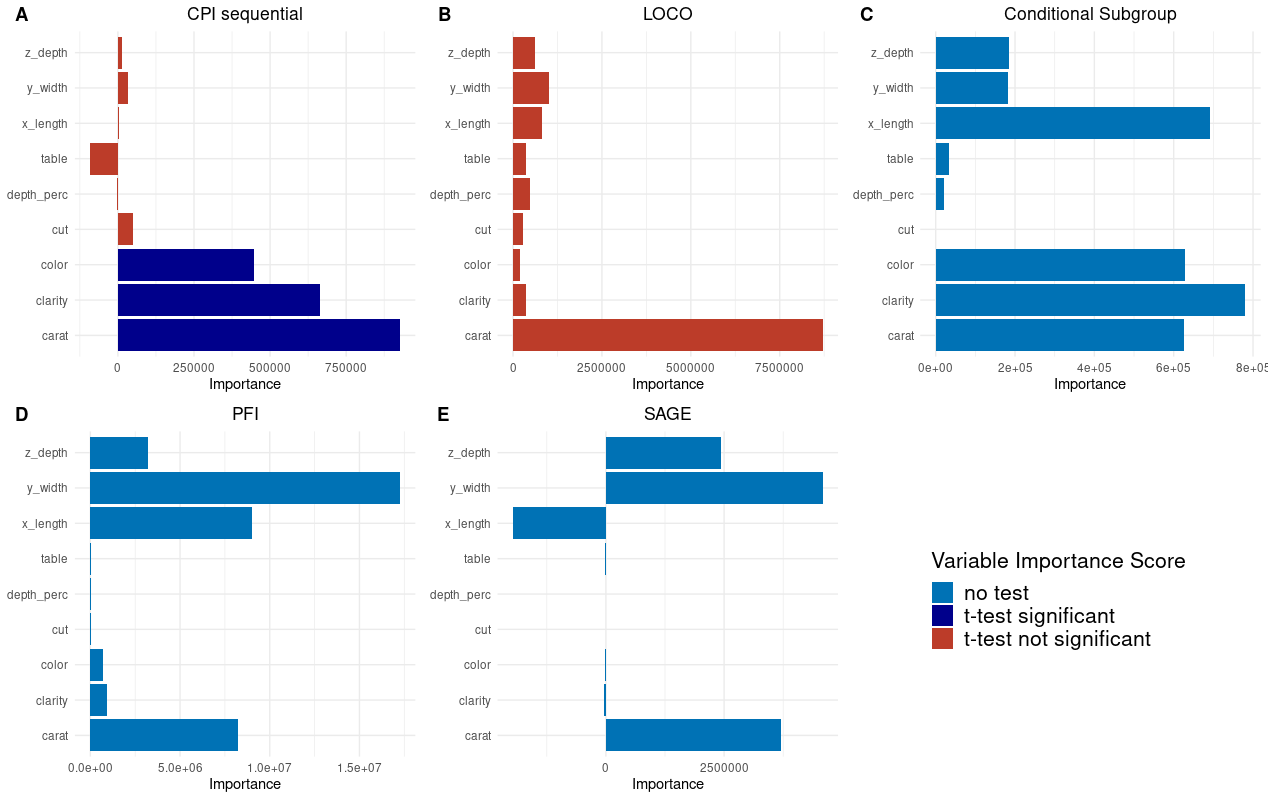 A CPI sequential
z_depth
y_width
x_length
table
depth_perc
cut
color
clarity
carat
0 250000 500000 750000
Importance
B LOCO
z_depth
y_width
x_length
table
depth_perc
cut
color
clarity
carat
0 2500000 5000000 7500000
Importance
C Conditional Subgroup
z_depth
y_width
x_length
table
depth_perc
cut
color
clarity
carat
0e+00 2e+05 4e+05 6e+05 8e+05
Importance
D PFI
z_depth
y_width
x_length
table
depth_perc
cut
color
clarity
carat
0.0e+00 5.0e+06 1.0e+07 1.5e+07
Importance
E SAGE
z_depth
y_width
x_length
table
depth_perc
cut
color
clarity
carat
0 2500000
Importance
Variable Importance Score
no test
t-test significant
t-test not significant